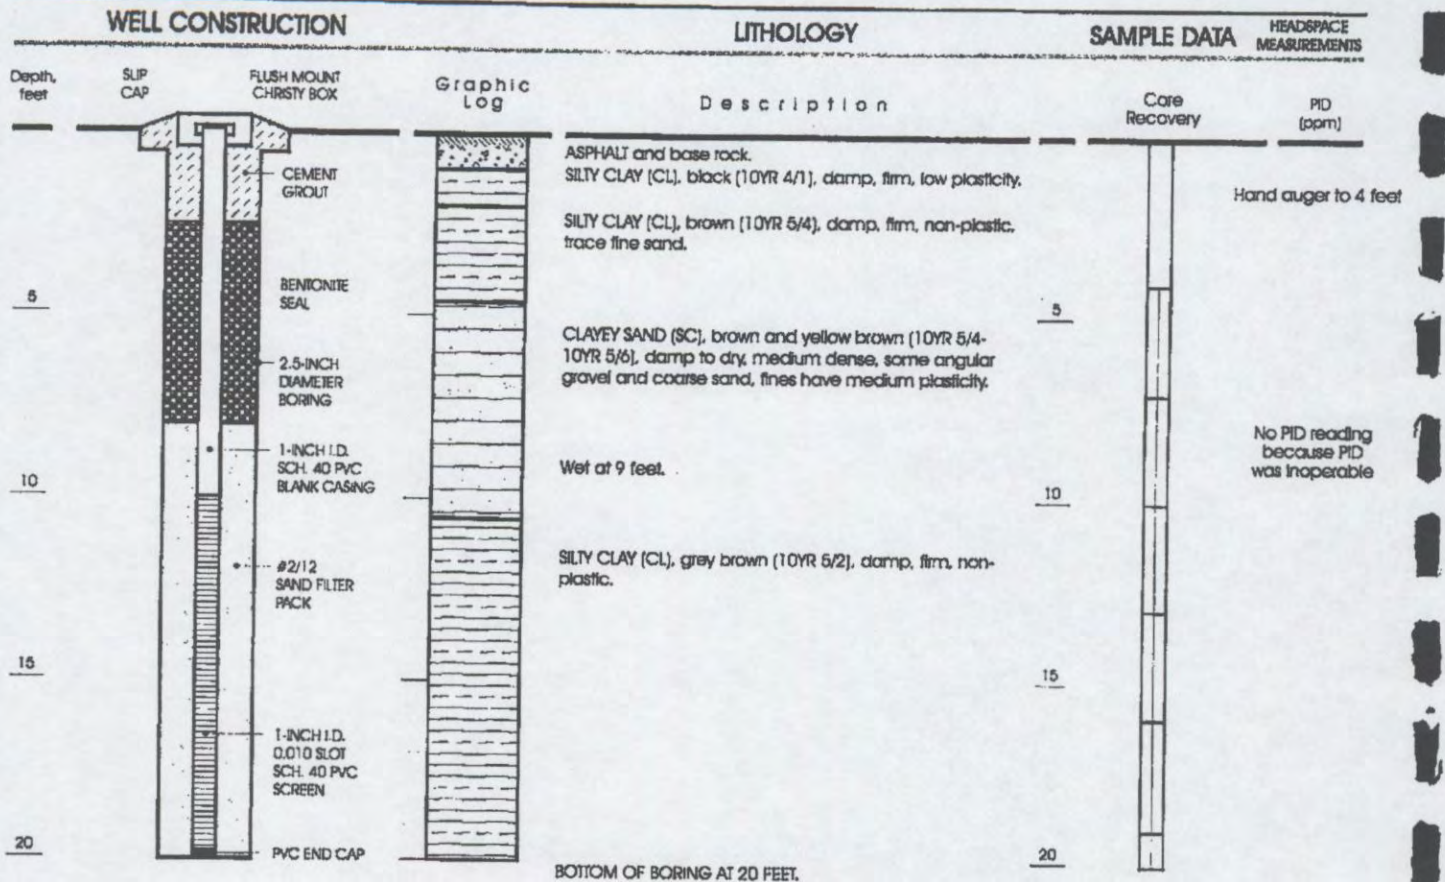 WELL CONSTRUCTION
LITHOLOGY
SAMPLE DATA
HEADSPACE
MEASUREMENTS
Depth,
feet
SLIP
CAP
FLUSH MOUNT
CHRISTY BOX
Graphic
Log
Description
Core
Recovery
PID
(ppm)
CEMENT
GROUT
BENTONITE
SEAL
2.5-INCH
DIAMETER
BORING
1-INCH I.D.
SCH. 40 PVC
BLANK CASING
#2/12
SAND FILTER
PACK
1-INCH I.D.
0.010 SLOT
SCH. 40 PVC
SCREEN
PVC END CAP
5
10
15
20
ASPHALT and base rock.
SILTY CLAY (CL), black (10YR 4/1), damp, firm, low plasticity.
SILTY CLAY (CL), brown (10YR 5/4), damp, firm, non-plastic,
trace fine sand.
CLAYEY SAND (SC), brown and yellow brown (10YR 5/4-
10YR 5/6), damp to dry, medium dense, some angular
gravel and coarse sand, fines have medium plasticity.
Wet at 9 feet.
SILTY CLAY (CL), grey brown (10YR 5/2), damp, firm, non-
plastic.
BOTTOM OF BORING AT 20 FEET.
5
10
15
20
Hand auger to 4 feet
No PID reading
because PID
was inoperable